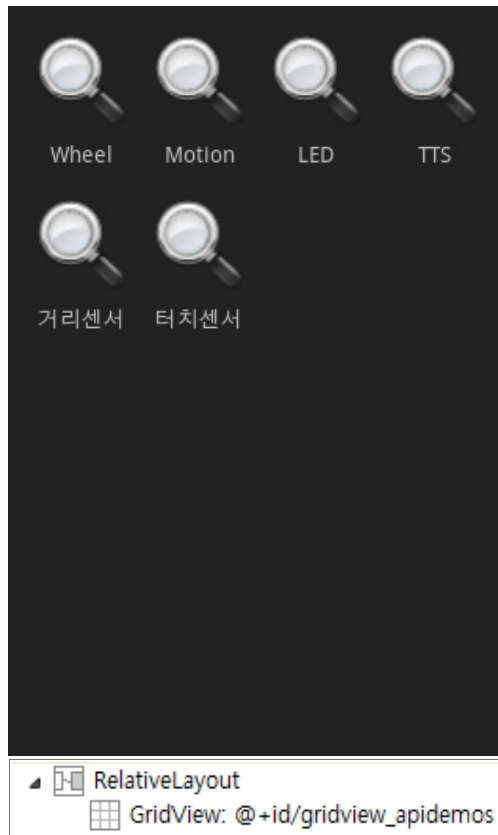 Wheel Motion LED TTS
거리센서 터치센서
RelativeLayout
GridView: @+id/gridview_apidemos